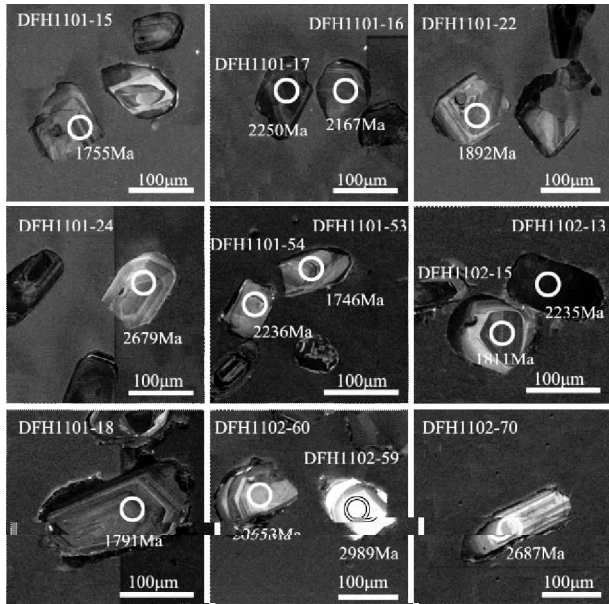 DFH1101-15
1755Ma
100μm
DFH1101-16
DFH1101-17
2250Ma
2167Ma
100μm
DFH1101-22
1892Ma
100μm
DFH1101-24
2679Ma
100μm
DFH1101-53
DFH1101-54
1746Ma
2236Ma
100μm
DFH1102-13
DFH1102-15
2235Ma
1811Ma
100μm
DFH1101-18
1791Ma
100μm
DFH1102-60
DFH1102-59
2989Ma
100μm
DFH1102-70
2687Ma
100μm